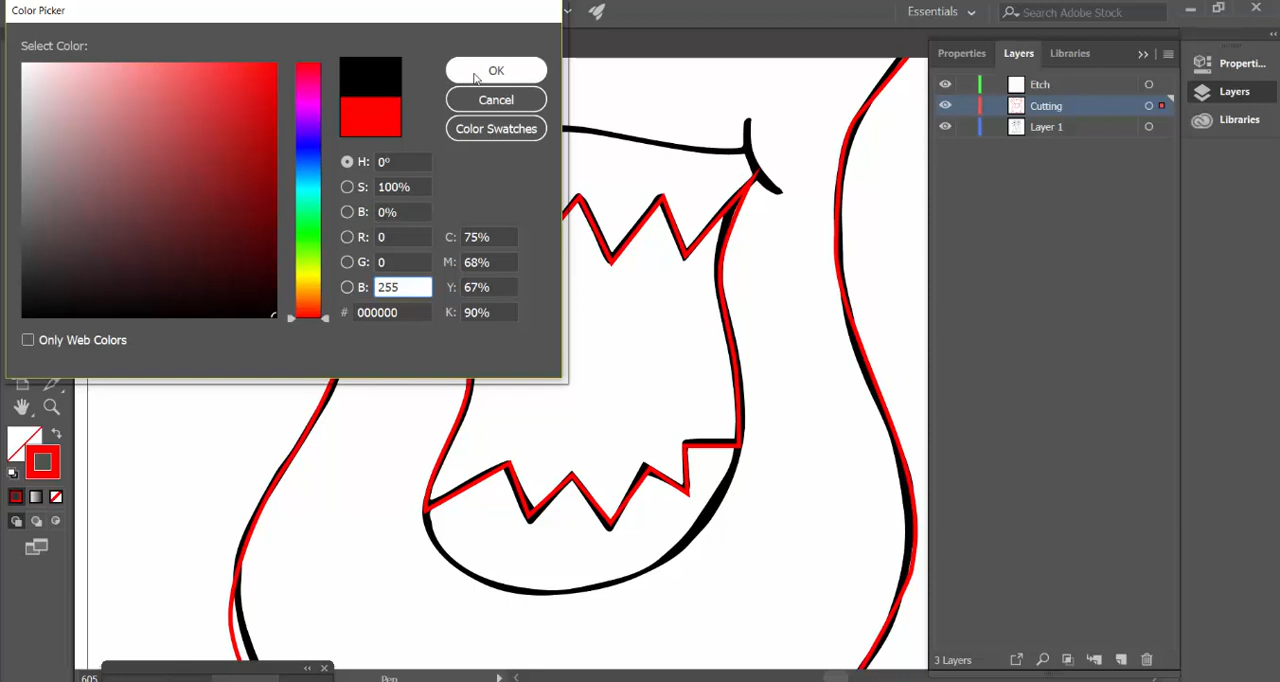 Color Picker
Essentials
Search Adobe Stock
Select Color:
OK
Cancel
Color Swatches
H: 0°
S: 100%
B: 0%
R: 0
C: 75%
G: 0
M: 68%
B: 255
Y: 67%
# 000000
K: 90%
Only Web Colors
Properties
Layers
Libraries
Etch
Cutting
Layer 1
Properti...
Layers
Libraries
3 Layers
605
Pen